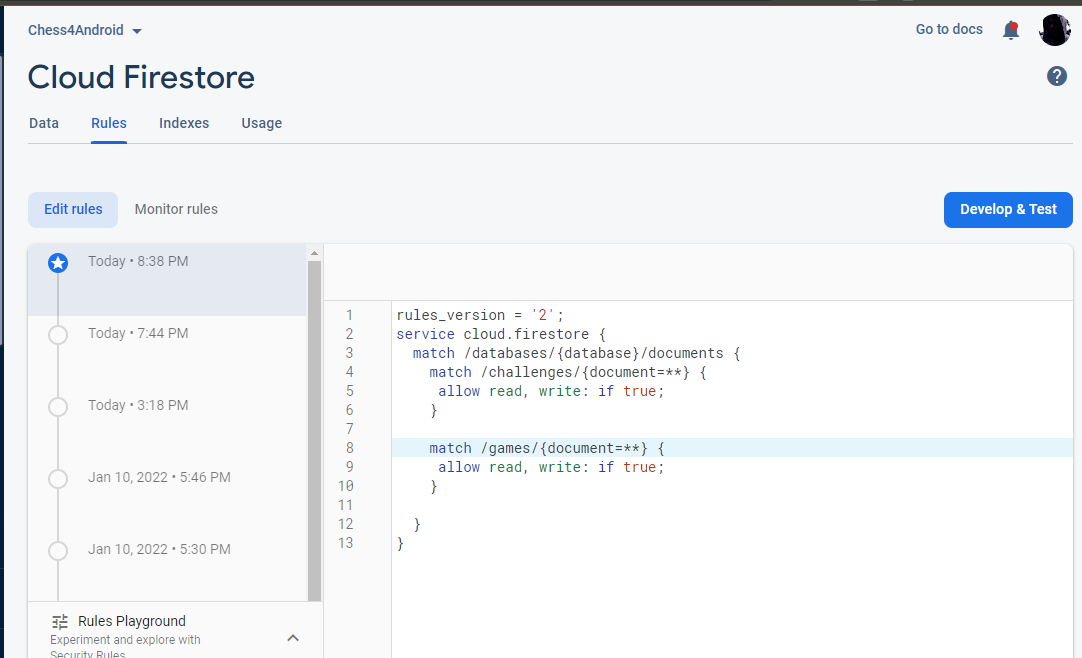 Chess4Android
Go to docs
Cloud Firestore
Data Rules Indexes Usage
Edit rules Monitor rules
Develop & Test
Today • 8:38 PM
Today • 7:44 PM
Today • 3:18 PM
Jan 10, 2022 • 5:46 PM
Jan 10, 2022 • 5:30 PM
Rules Playground
Experiment and explore with
Security Rules
1 rules_version = '2';
2 service cloud.firestore {
3 match /databases/{database}/documents {
4 match /challenges/{document=**} {
5 allow read, write: if true;
6 }
7
8 match /games/{document=**} {
9 allow read, write: if true;
10 }
11
12 }
13 }